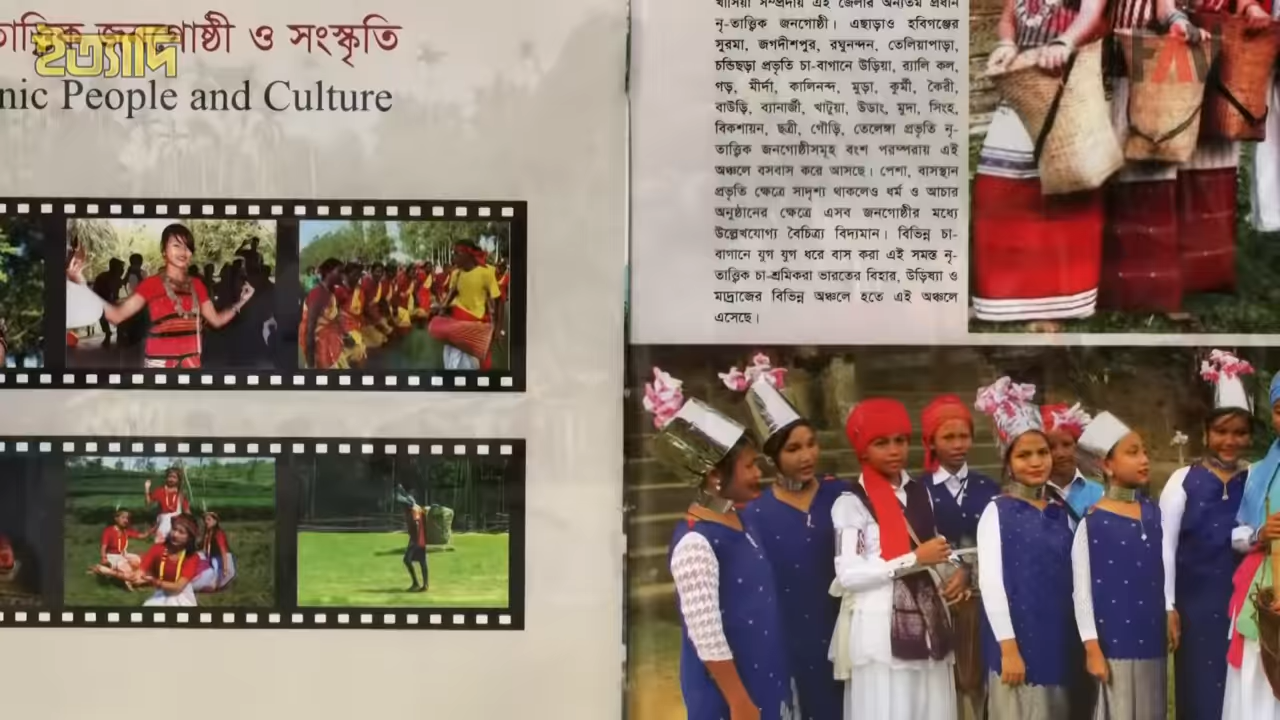 তাত্ত্বিক জনগোষ্ঠী ও সংস্কৃতি
ইত্যাদি
nic People and Culture
খাসিয়া সম্প্রদায় এই জেলার অন্যতম প্রধান
নৃ-তাত্ত্বিক জনগোষ্ঠী। এছাড়াও হবিগঞ্জের
সুরমা, জগদীশপুর, রঘুনন্দন, তেলিয়াপাড়া,
চন্ডিছড়া প্রভৃতি চা-বাগানে উড়িয়া, র‍্যালি কল,
গড়, মীর্দা, কালিনন্দ, মুড়া, কূর্মী, কৈরী,
বাউড়ি, ব্যানার্জী, খাটুয়া, উডাং, মুদা, সিংহ,
বিকশায়ন, ছত্রী, গৌড়ি, তেলেঙ্গা প্রভৃতি নৃ-
তাত্ত্বিক জনগোষ্ঠীসমূহ বংশ পরম্পরায় এই
অঞ্চলে বসবাস করে আসছে। পেশা, বাসস্থান
প্রভৃতি ক্ষেত্রে সাদৃশ্য থাকলেও ধর্ম ও আচার
অনুষ্ঠানের ক্ষেত্রে এসব জনগোষ্ঠীর মধ্যে
উল্লেখযোগ্য বৈচিত্র্য বিদ্যমান। বিভিন্ন চা-
বাগানে যুগ যুগ ধরে বাস করা এই সমস্ত নৃ-
তাত্ত্বিক চা-শ্রমিকরা ভারতের বিহার, উড়িষ্যা ও
মাদ্রাজের বিভিন্ন অঞ্চলে হতে এই অঞ্চলে
এসেছে।